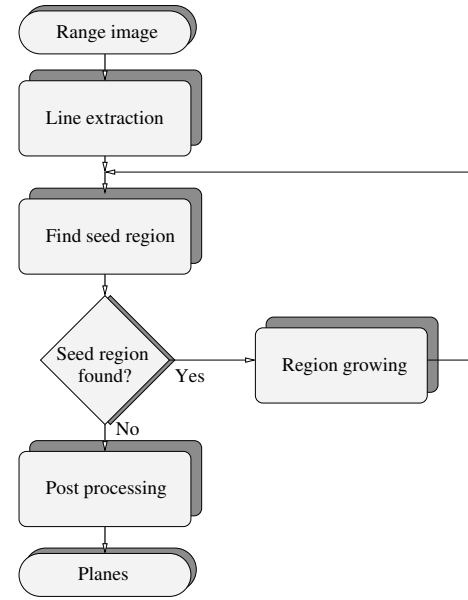 Range image
Line extraction
Find seed region
Seed region
found?
Yes
Region growing
No
Post processing
Planes